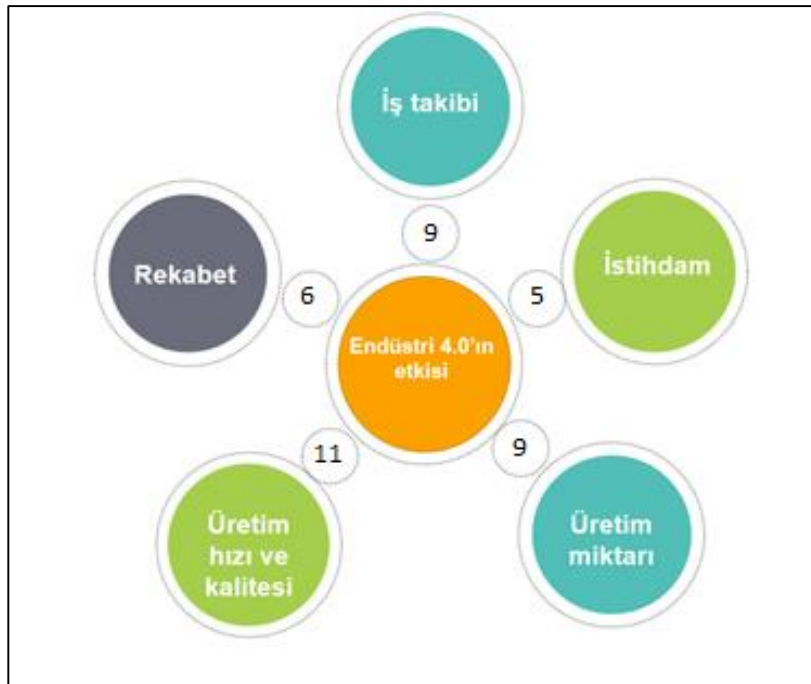 İş takibi
9
Rekabet
İstihdam
6
5
Endüstri 4.0'ın
etkisi
11
9
Üretim
hızı ve
kalitesi
Üretim
miktarı